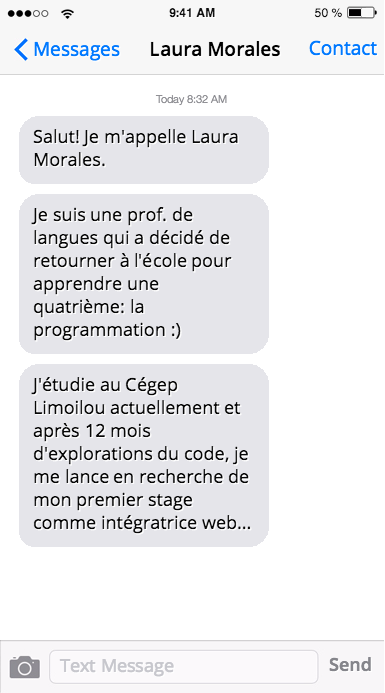 9:41 AM 50 %
Messages Laura Morales Contact
Today 8:32 AM
Salut! Je m'appelle Laura
Morales.
Je suis une prof. de
langues qui a décidé de
retourner à l'école pour
apprendre une
quatrième: la
programmation :)
J'étudie au Cégep
Limoilou actuellement et
après 12 mois
d'explorations du code, je
me lance en recherche de
mon premier stage
comme intégratrice web...
Text Message Send